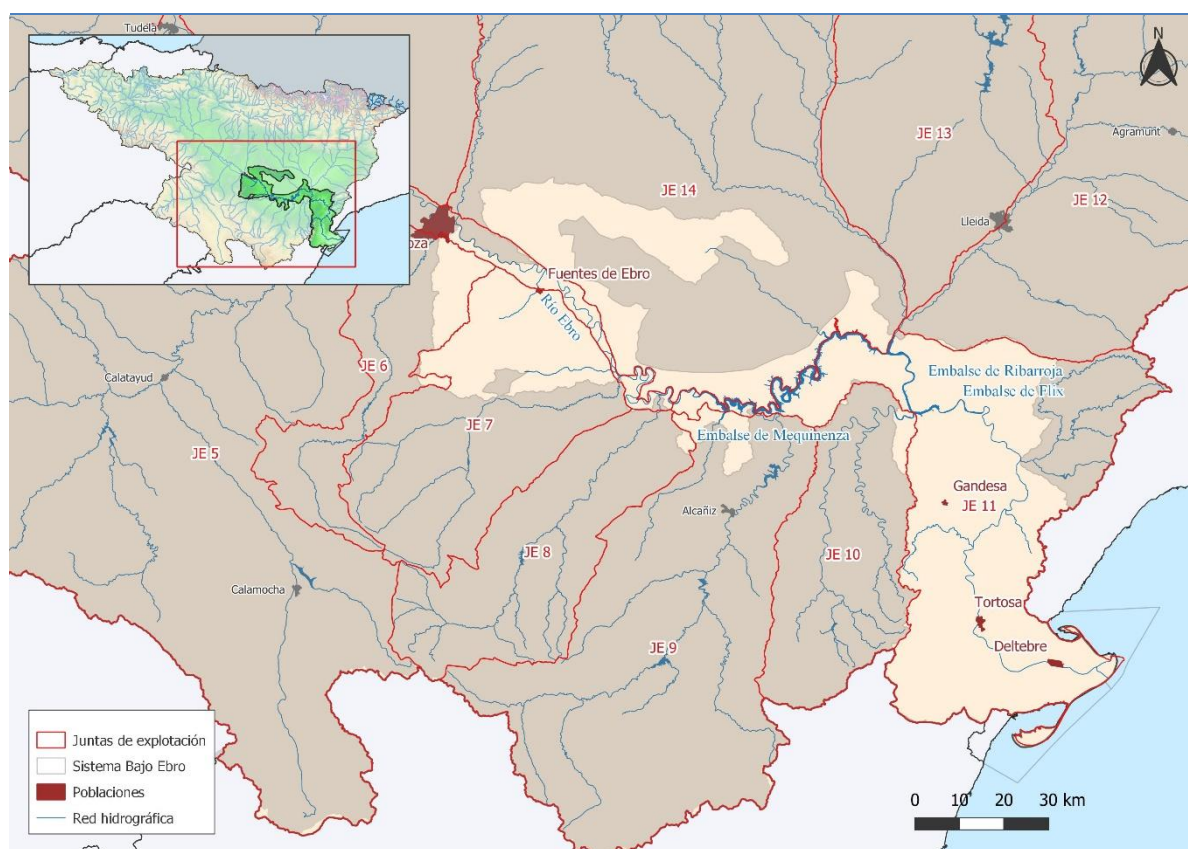 Tudela
N
JE 13
Agramunt
JE 14
JE 12
Lleida
oza
Fuentes de Ebro
Río Ebro
Embalse de Ribarroja
Embalse de Flix
JE 6
Calatayud
JE 7
Embalse de Mequinenza
JE 5
Gandesa
JE 11
Alcañiz
JE 8
JE 10
Calamocha
Tortosa
Deltebre
JE 9
Juntas de explotación
Sistema Bajo Ebro
Poblaciones
Red hidrográfica
0 10 20 30 km